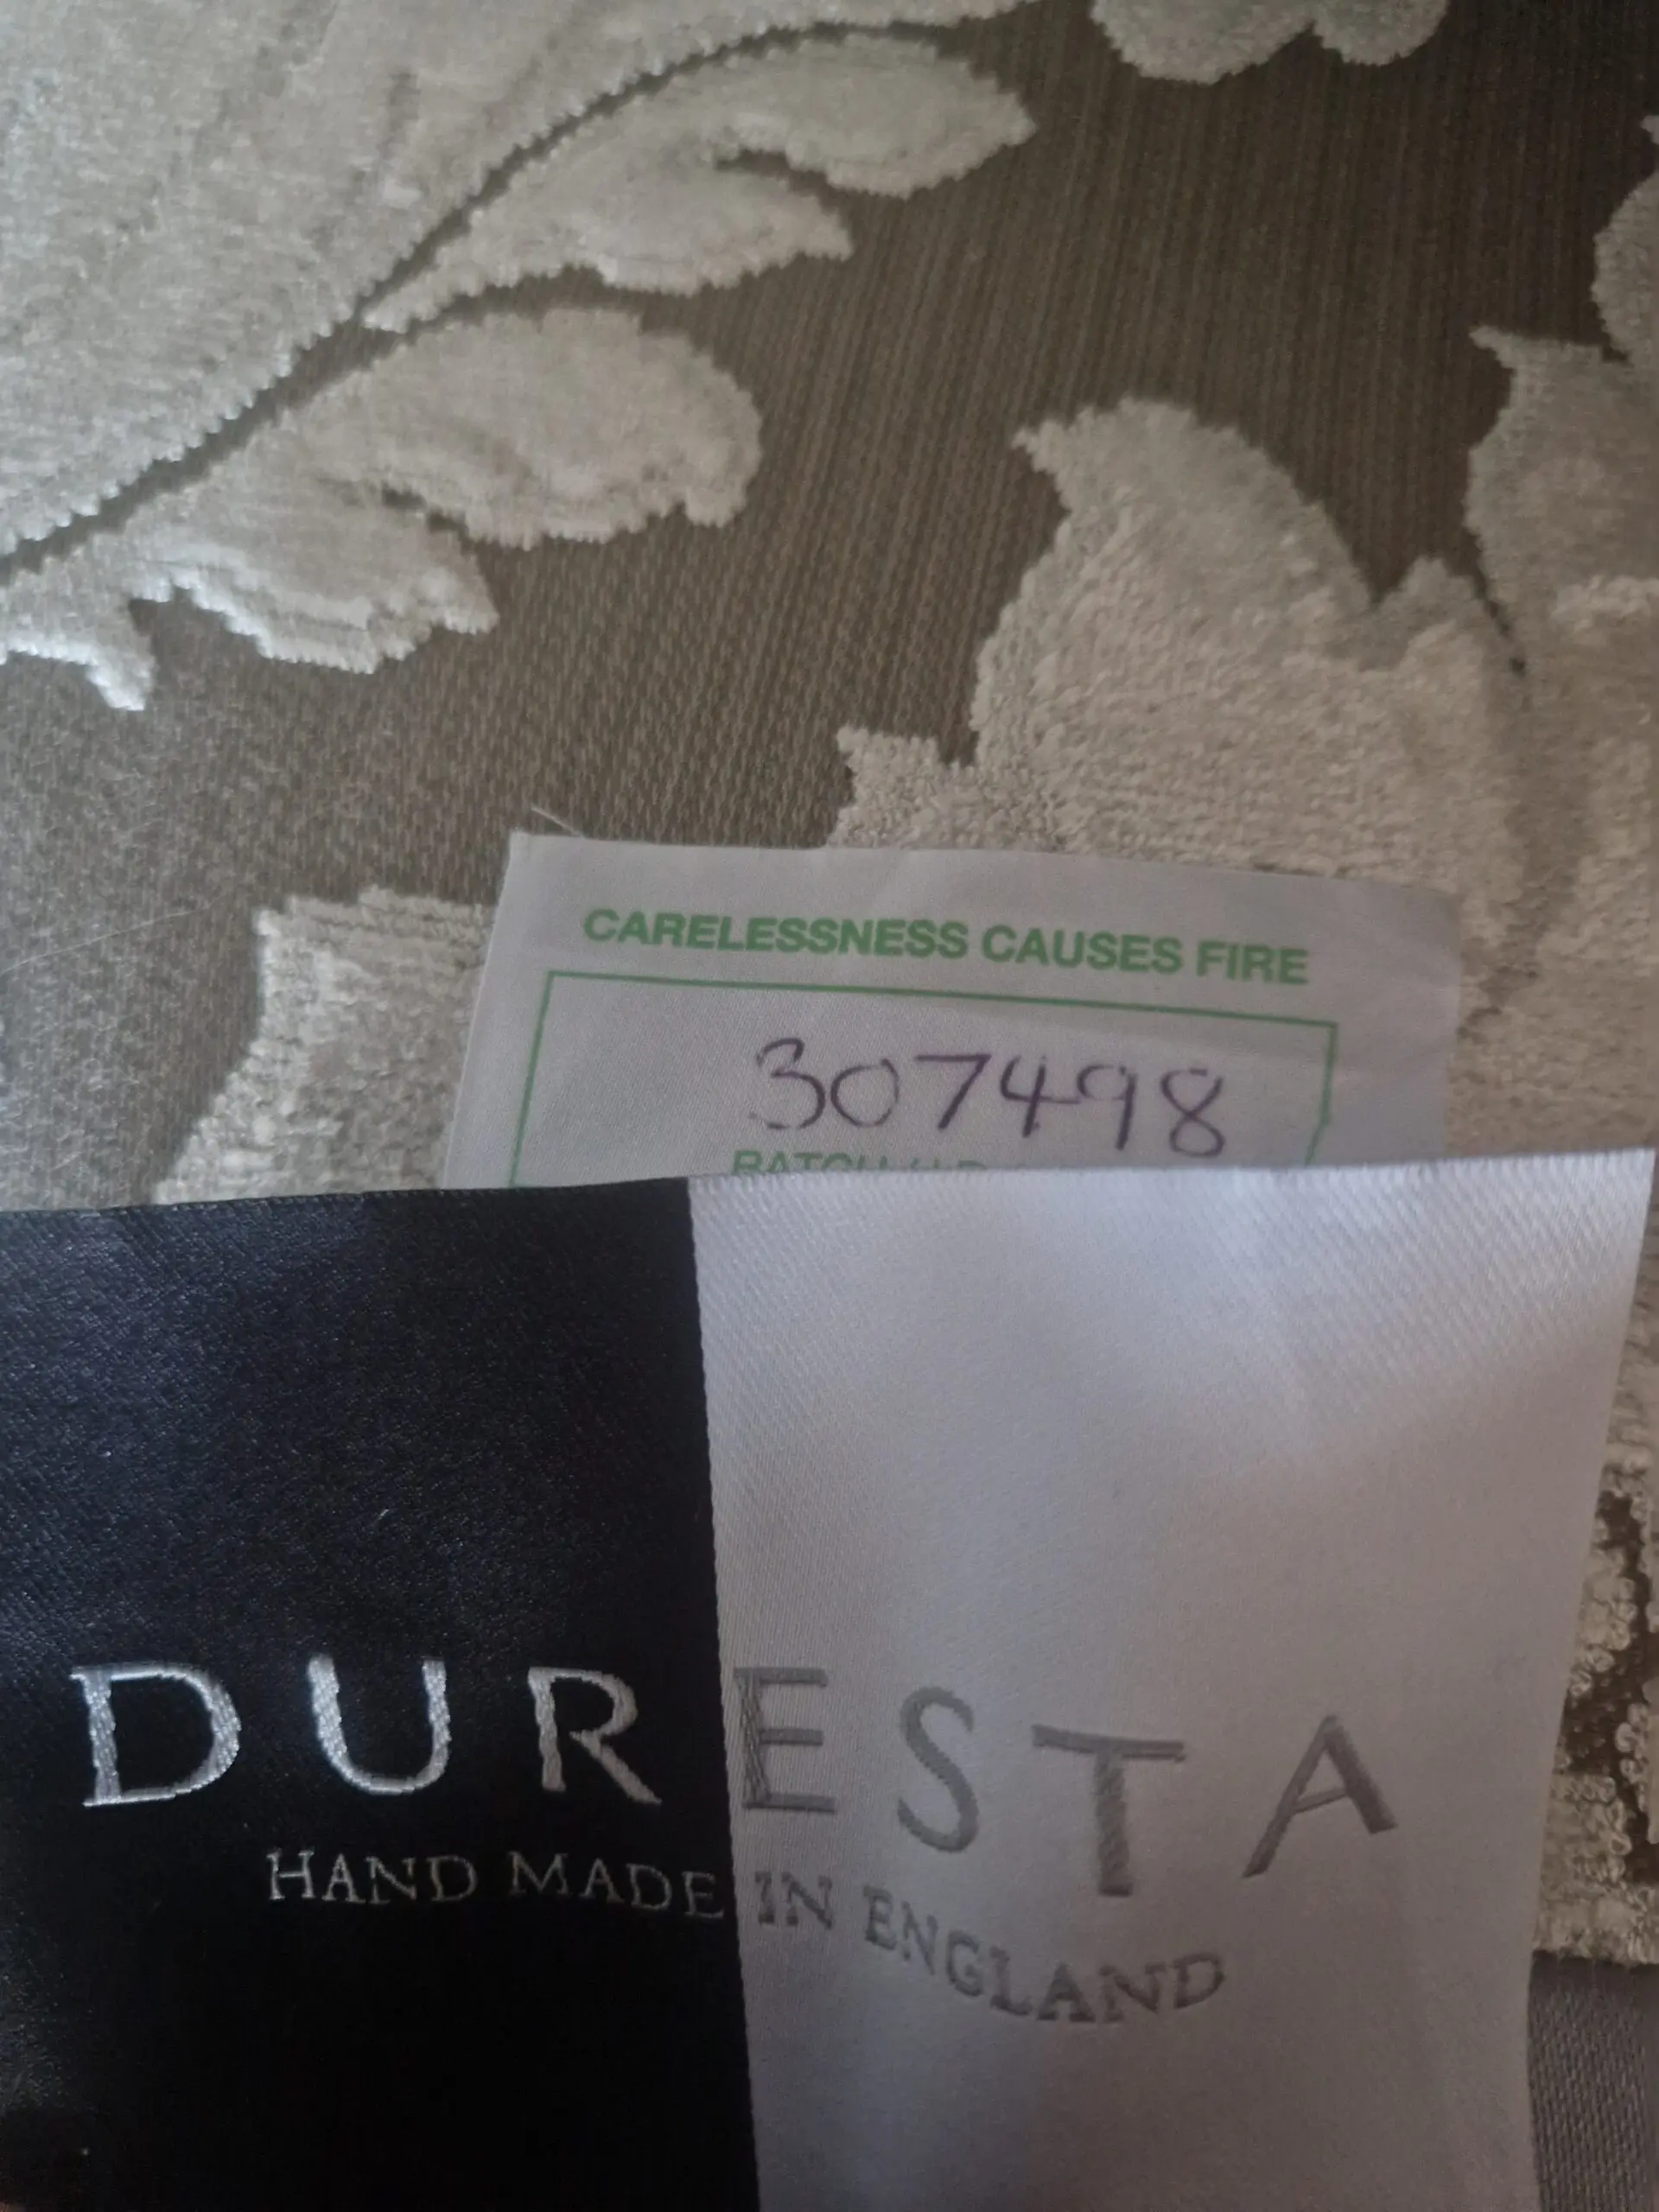 CARELESSNESS CAUSES FIRE
307498
DURESTA
HAND MADE IN ENGLAND